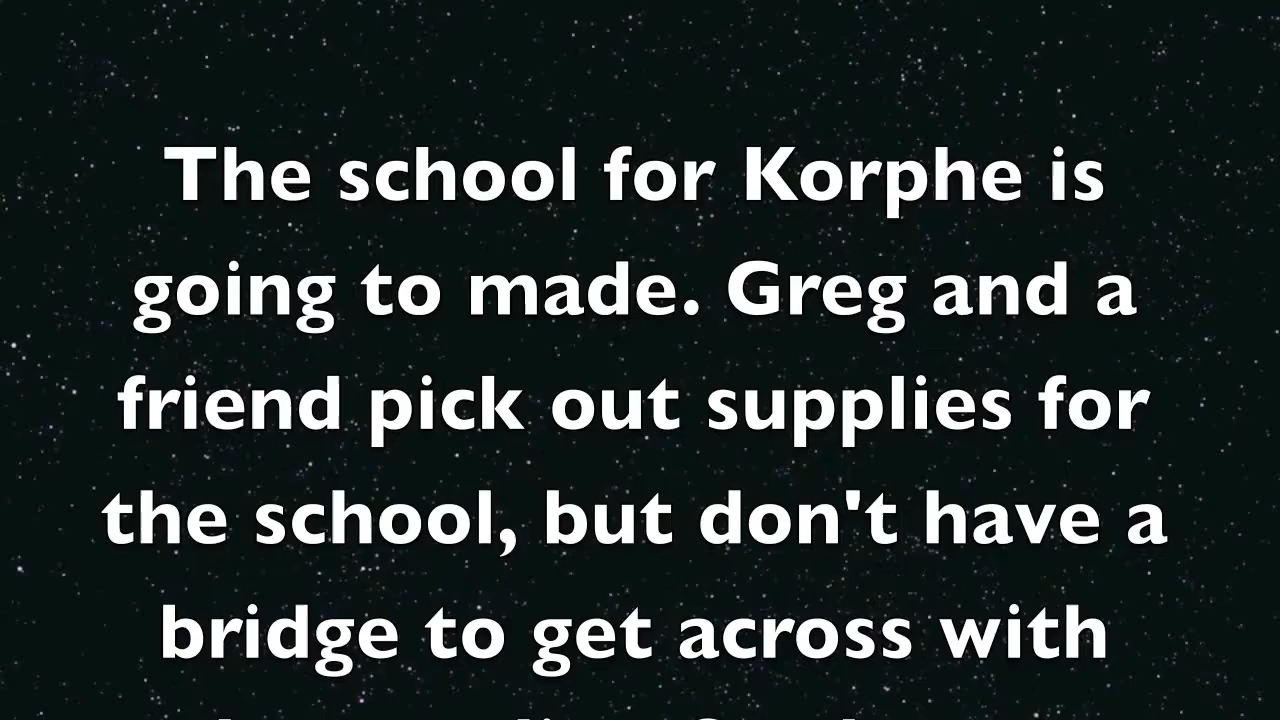 The school for Korphe is
going to made. Greg and a
friend pick out supplies for
the school, but don't have a
bridge to get across with